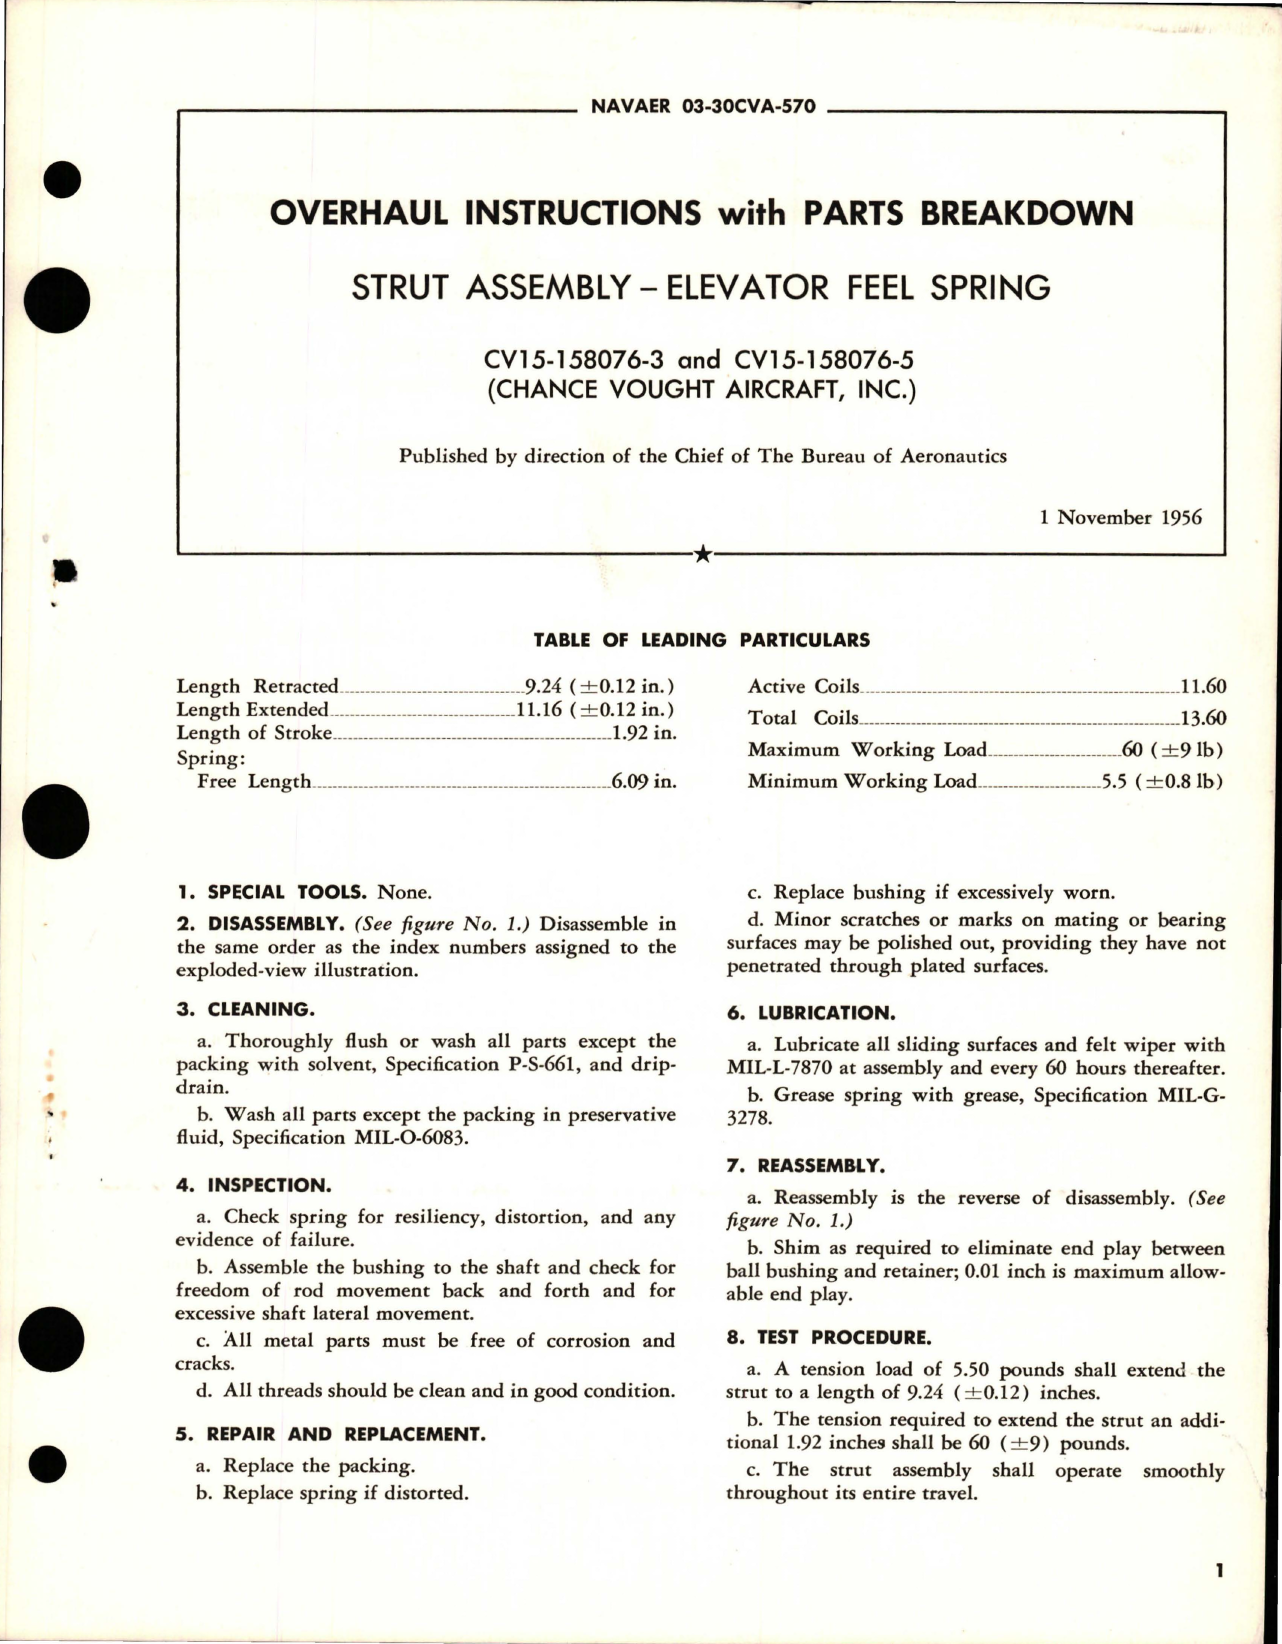 NAVAER 03-30CVA-570
OVERHAUL INSTRUCTIONS with PARTS BREAKDOWN
STRUT ASSEMBLY – ELEVATOR FEEL SPRING
CV15-158076-3 and CV15-158076-5
(CHANCE VOUGHT AIRCRAFT, INC.)
Published by direction of the Chief of The Bureau of Aeronautics
1 November 1956
TABLE OF LEADING PARTICULARS
Length Retracted 9.24 (±0.12 in.)
Length Extended 11.16 (±0.12 in.)
Length of Stroke 1.92 in.
Spring:
Free Length 6.09 in.
Active Coils 11.60
Total Coils 13.60
Maximum Working Load 60 (±9 lb)
Minimum Working Load 5.5 (±0.8 lb)
1. SPECIAL TOOLS. None.
2. DISASSEMBLY. (See figure No. 1.) Disassemble in
the same order as the index numbers assigned to the
exploded-view illustration.
3. CLEANING.
a. Thoroughly flush or wash all parts except the
packing with solvent, Specification P-S-661, and drip-
drain.
b. Wash all parts except the packing in preservative
fluid, Specification MIL-O-6083.
4. INSPECTION.
a. Check spring for resiliency, distortion, and any
evidence of failure.
b. Assemble the bushing to the shaft and check for
freedom of rod movement back and forth and for
excessive shaft lateral movement.
c. All metal parts must be free of corrosion and
cracks.
d. All threads should be clean and in good condition.
5. REPAIR AND REPLACEMENT.
a. Replace the packing.
b. Replace spring if distorted.
c. Replace bushing if excessively worn.
d. Minor scratches or marks on mating or bearing
surfaces may be polished out, providing they have not
penetrated through plated surfaces.
6. LUBRICATION.
a. Lubricate all sliding surfaces and felt wiper with
MIL-L-7870 at assembly and every 60 hours thereafter.
b. Grease spring with grease, Specification MIL-G-
3278.
7. REASSEMBLY.
a. Reassembly is the reverse of disassembly. (See
figure No. 1.)
b. Shim as required to eliminate end play between
ball bushing and retainer; 0.01 inch is maximum allow-
able end play.
8. TEST PROCEDURE.
a. A tension load of 5.50 pounds shall extend the
strut to a length of 9.24 (±0.12) inches.
b. The tension required to extend the strut an addi-
tional 1.92 inches shall be 60 (±9) pounds.
c. The strut assembly shall operate smoothly
throughout its entire travel.
1